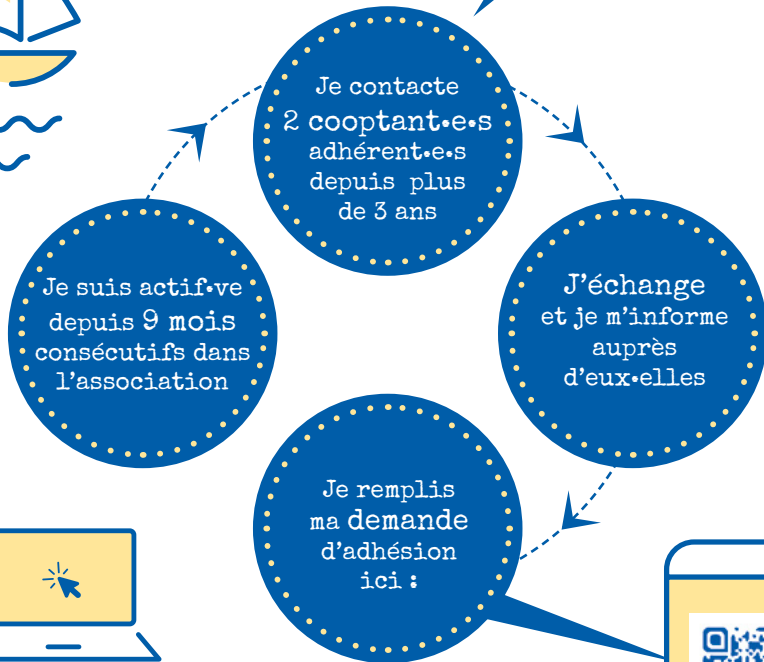 Je contacte
2 cooptant•e•s
adhérent•e•s
depuis plus
de 3 ans
Je suis actif•ve
depuis 9 mois
consécutifs dans
l'association
J'échange
et je m'informe
auprès
d'eux•elles
Je remplis
ma demande
d'adhésion
ici :